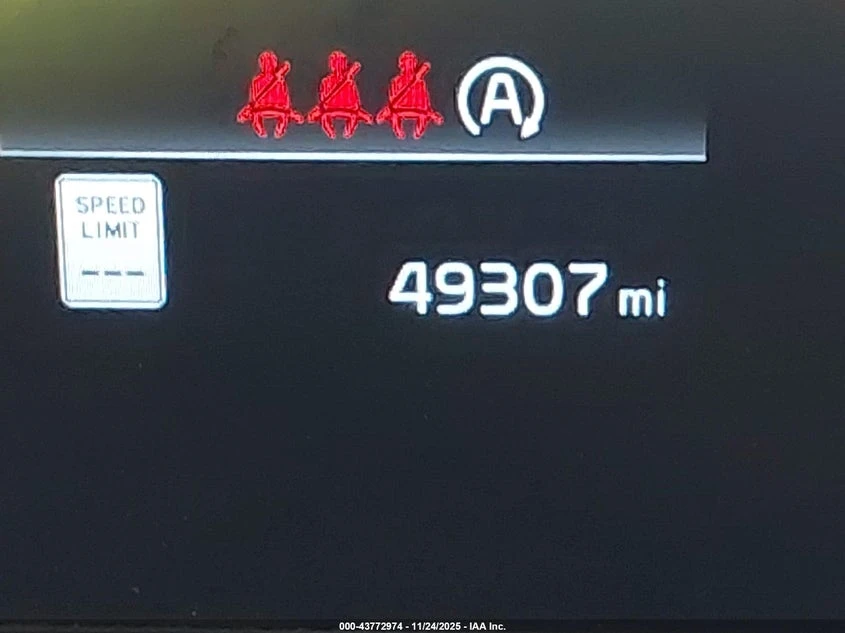 A
SPEED
LIMIT
---
49307 mi
000-43772974 - 11/24/2025 - IAA Inc.